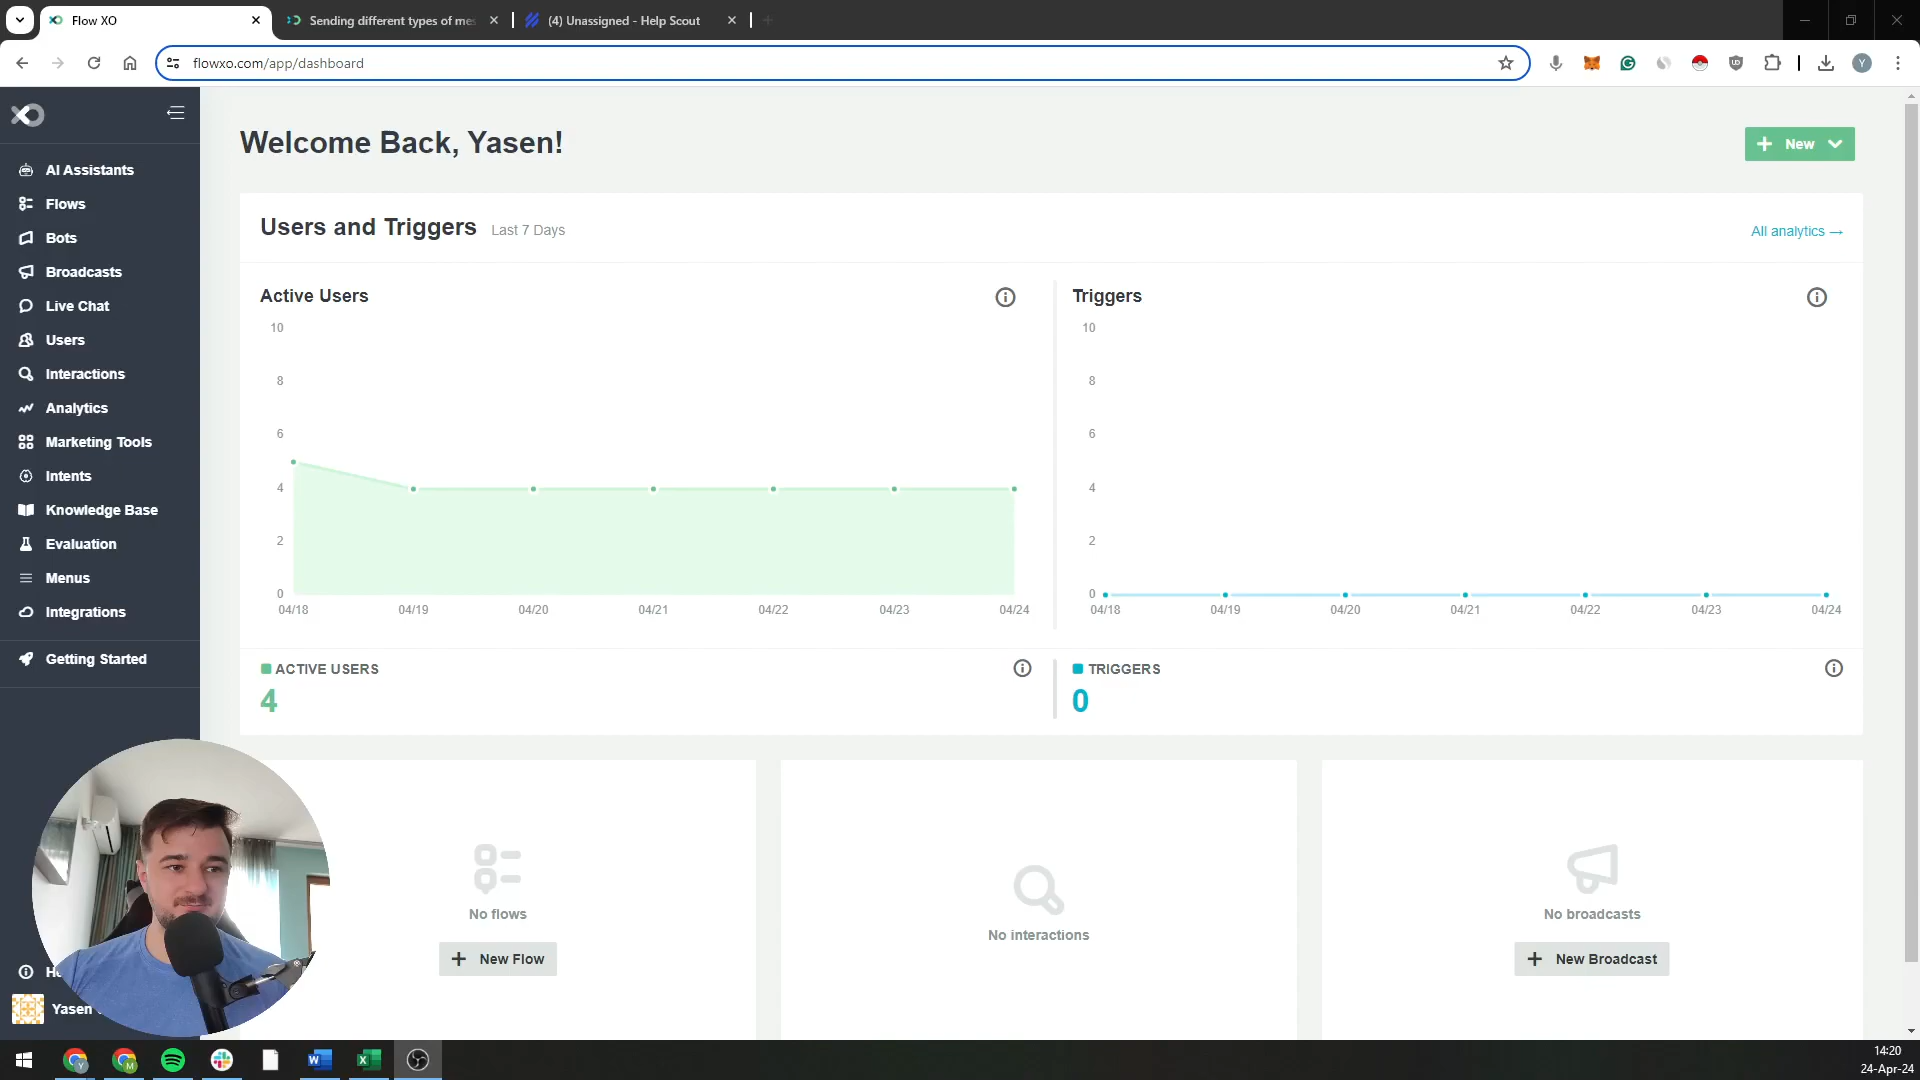 Flow XO
Sending different types of mes
(4) Unassigned - Help Scout
flowxo.com/app/dashboard
Y
Welcome Back, Yasen!
New
AI Assistants
Flows
Bots
Broadcasts
Live Chat
Users
Interactions
Analytics
Marketing Tools
Intents
Knowledge Base
Evaluation
Menus
Integrations
Getting Started
Yasen
Users and Triggers Last 7 Days
All analytics →
Active Users
10
8
6
4
2
0
04/18 04/19 04/20 04/21 04/22 04/23 04/24
ACTIVE USERS
4
Triggers
10
8
6
4
2
0
04/18 04/19 04/20 04/21 04/22 04/23 04/24
TRIGGERS
0
No flows
New Flow
No interactions
No broadcasts
New Broadcast
14:20
24-Apr-24